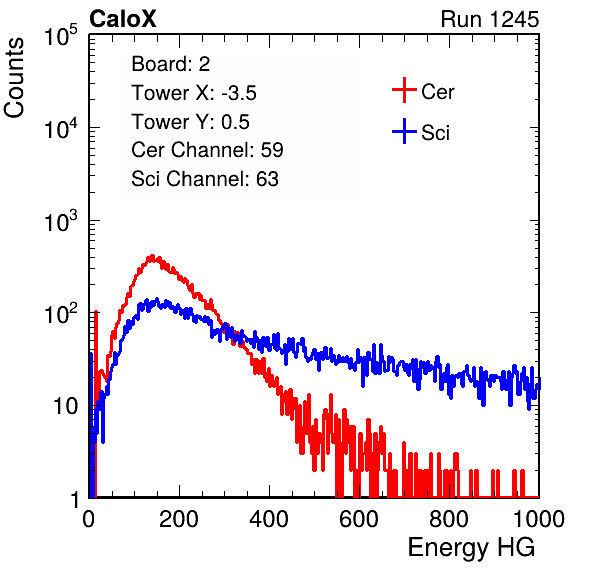 CaloX Run 1245
Counts
Board: 2
Tower X: -3.5
Tower Y: 0.5
Cer Channel: 59
Sci Channel: 63
Cer
Sci
10^5
10^4
10^3
10^2
10
1
0 200 400 600 800 1000
Energy HG